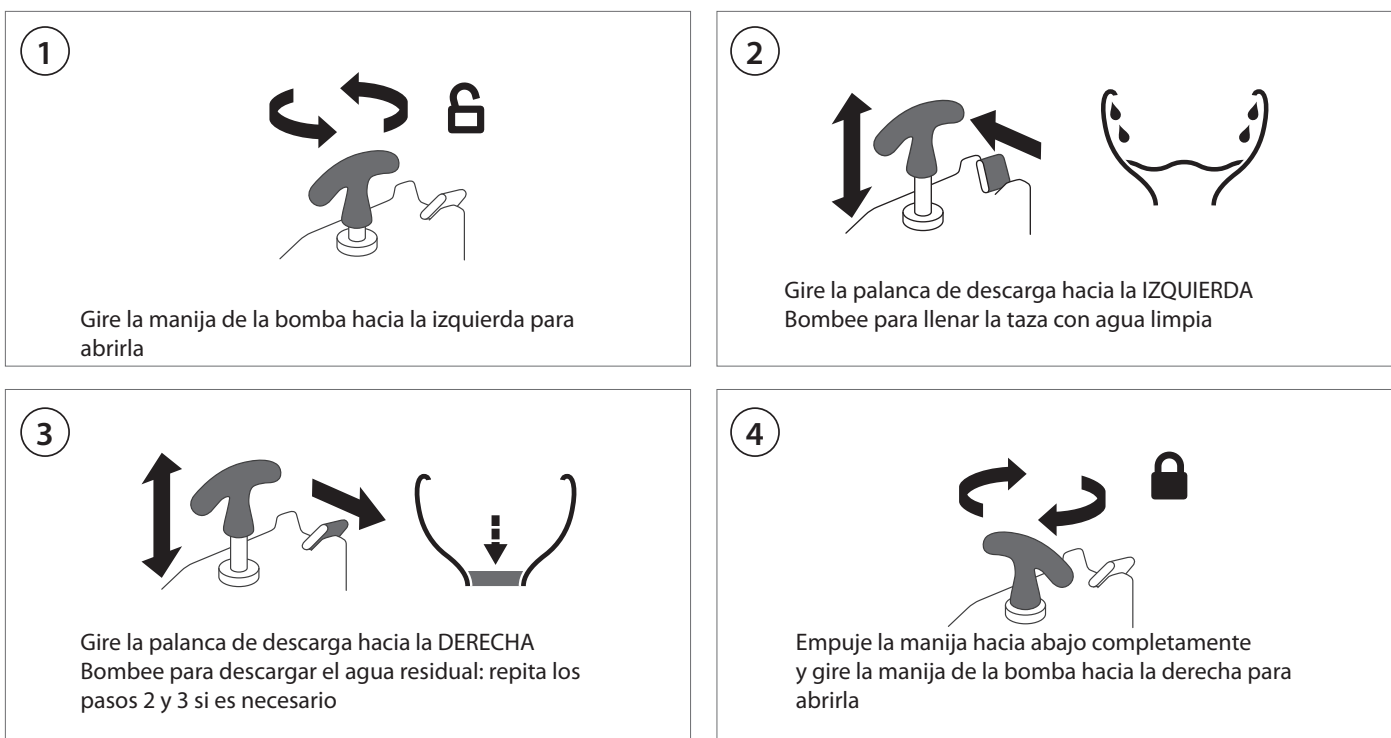 1
Gire la manija de la bomba hacia la izquierda para
abrirla
2
Gire la palanca de descarga hacia la IZQUIERDA
Bombee para llenar la taza con agua limpia
3
Gire la palanca de descarga hacia la DERECHA
Bombee para descargar el agua residual: repita los
pasos 2 y 3 si es necesario
4
Empuje la manija hacia abajo completamente
y gire la manija de la bomba hacia la derecha para
abrirla